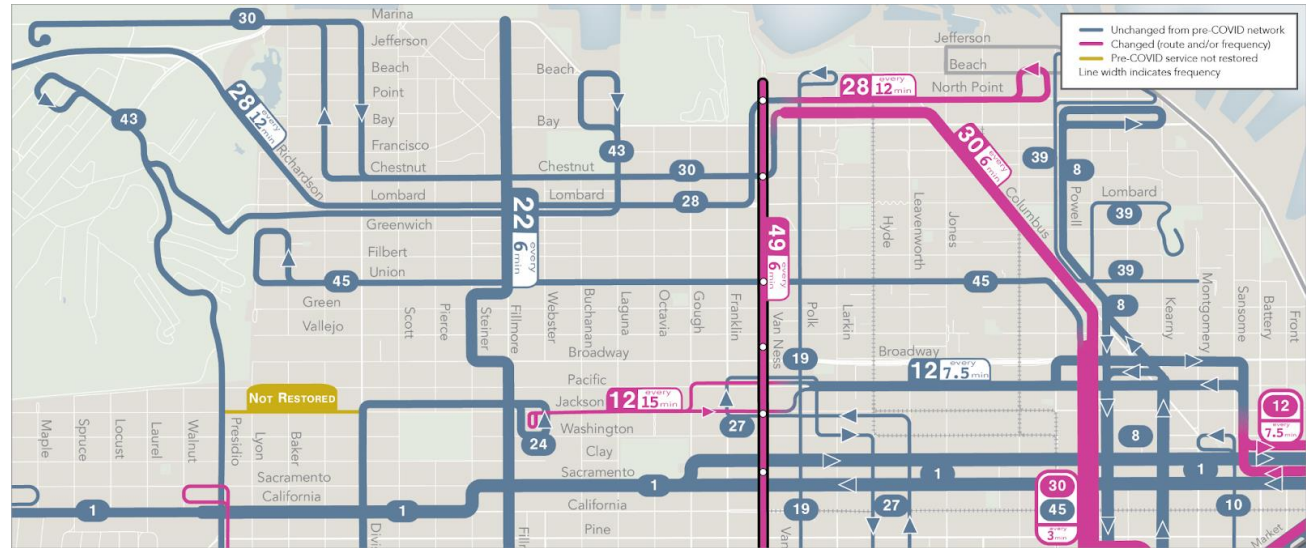 30
Marina
Jefferson
Beach
Point
Bay
Francisco
Chestnut
Lombard
Greenwich
Filbert
Union
Green
Vallejo
Beach
Bay
Chestnut
Lombard
43
28
every
12
min
Richardson
43
30
28
22
every
6
min
45
28
every
12
min
Jefferson
Beach
North Point
Unchanged from pre-COVID network
Changed (route and/or frequency)
Pre-COVID service not restored
Line width indicates frequency
30
every
6
min
Columbus
39
8
Powell
Lombard
39
39
8
49
every
6
min
45
Hyde
Leavenworth
Jones
Scott
Pierce
Steiner
Fillmore
Webster
Buchanan
Laguna
Octavia
Gough
Franklin
Van Ness
Polk
Larkin
Kearny
Montgomery
Sansome
Battery
Front
Broadway
Pacific
Jackson
Washington
Clay
Sacramento
California
Pine
19
Broadway
12
every
7.5
min
12
every
15
min
Not Restored
24
27
Maple
Spruce
Locust
Laurel
Walnut
Presidio
Lyon
Baker
Sacramento
California
12
every
7.5
min
8
1
1
1
1
1
19
27
30
45
every
3
min
10
Market
Divi
Fillm
Van